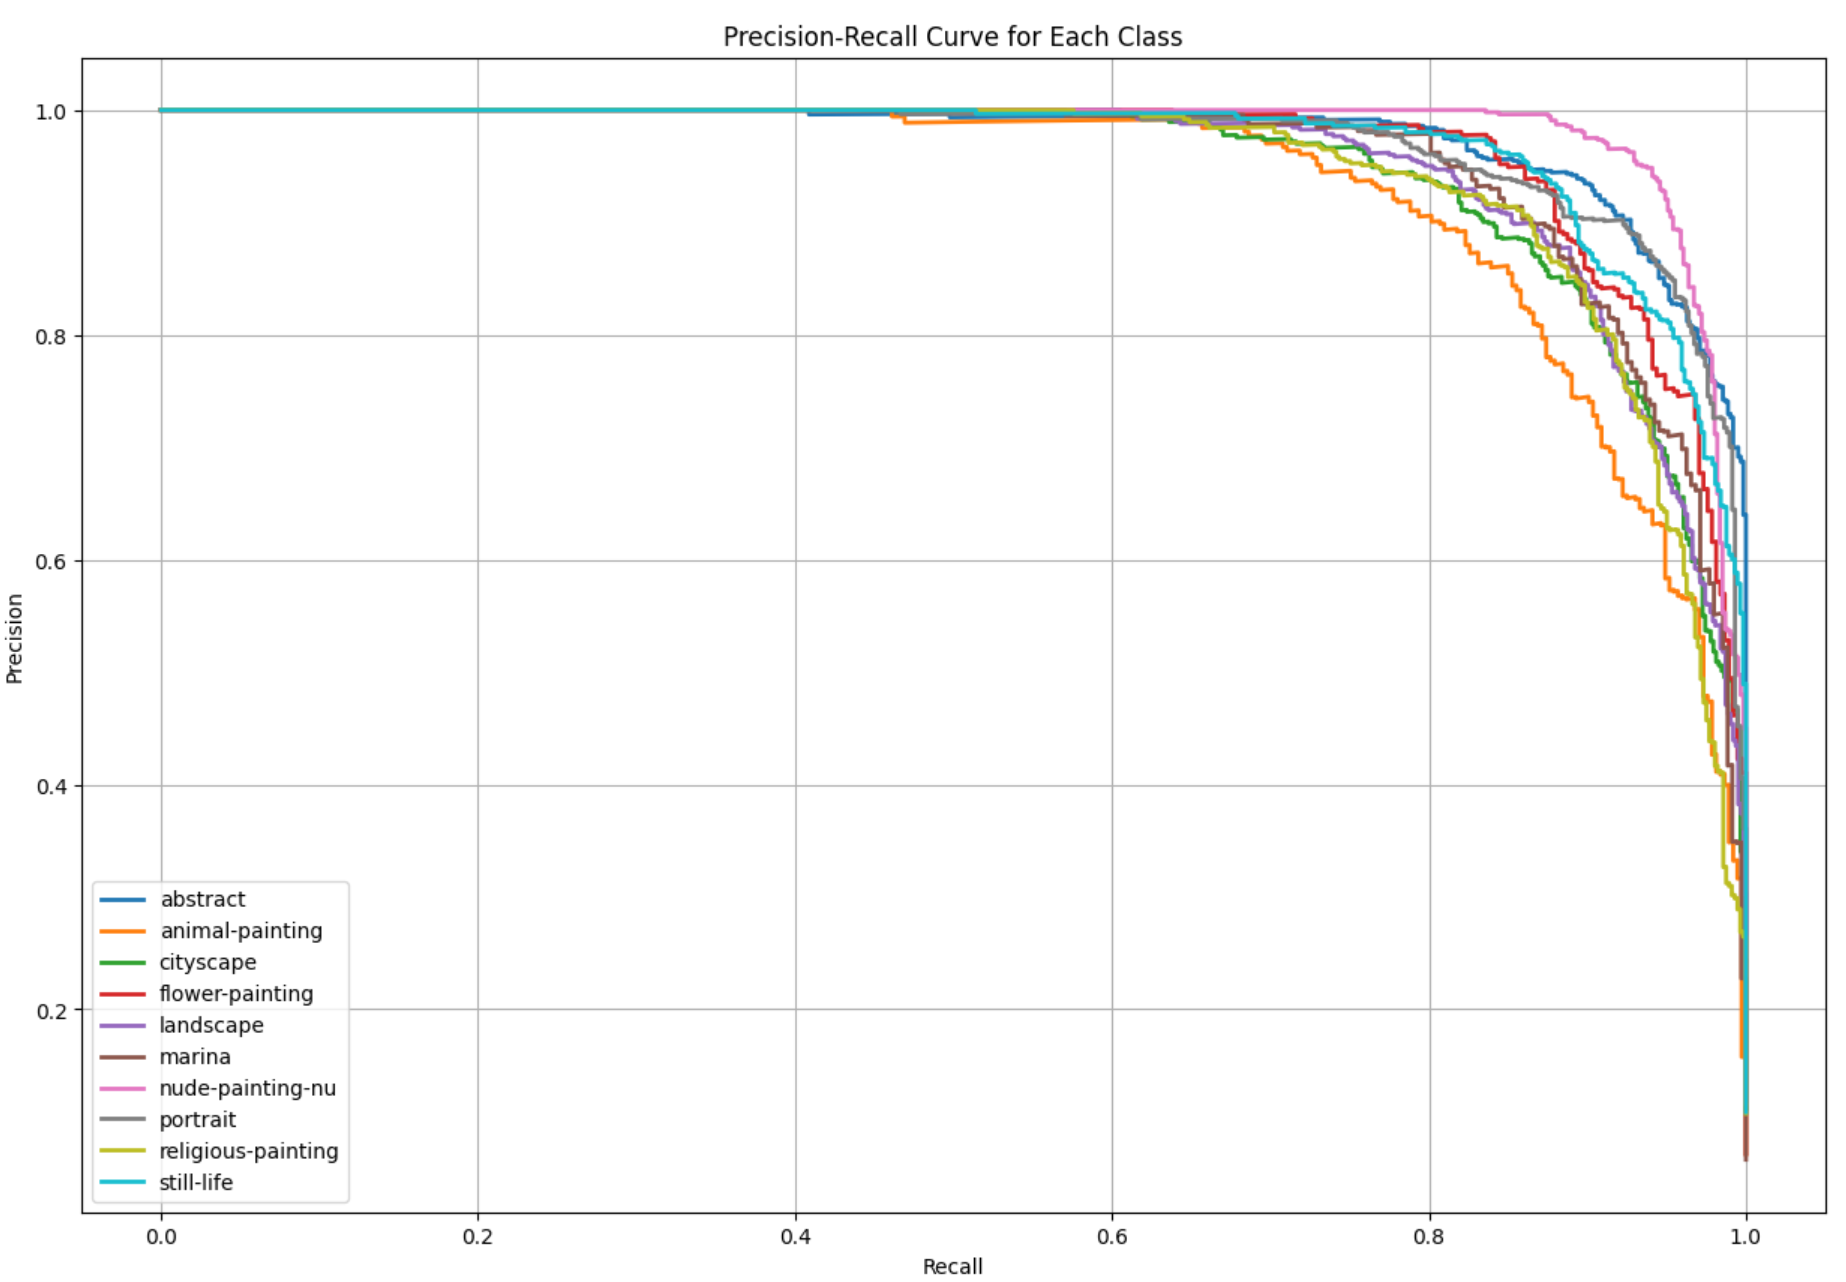 Precision-Recall Curve for Each Class
1.0
0.8
0.6
0.4
0.2
Precision
abstract
animal-painting
cityscape
flower-painting
landscape
marina
nude-painting-nu
portrait
religious-painting
still-life
0.0 0.2 0.4 0.6 0.8 1.0
Recall